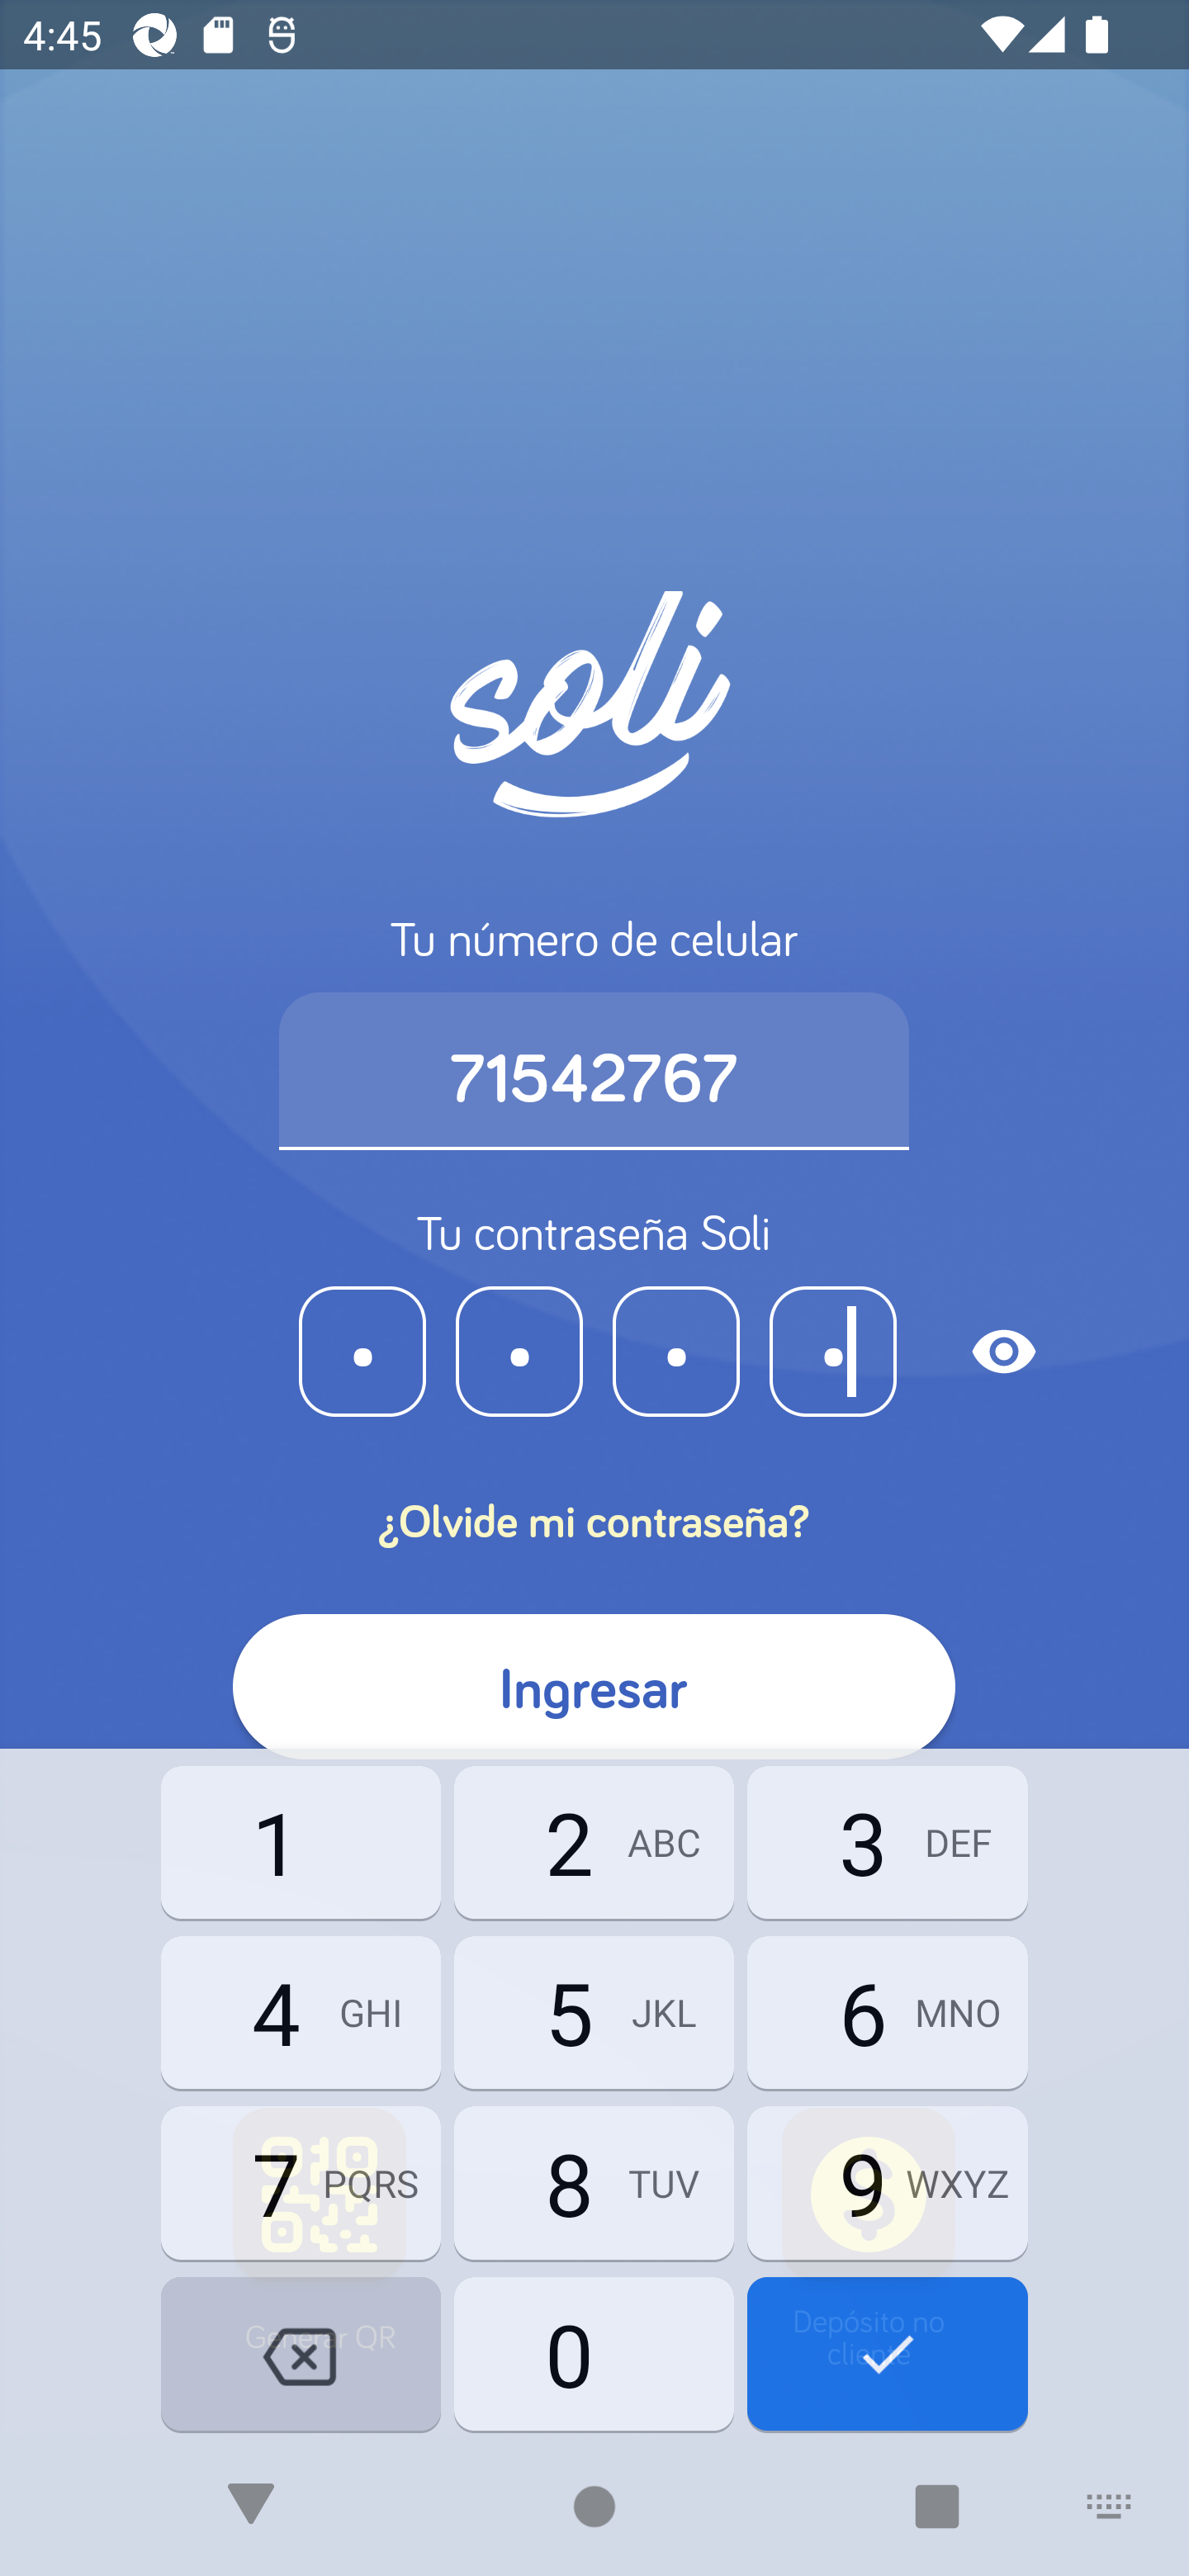 4:45
soli
Tu número de celular
71542767
Tu contraseña Soli
¿Olvide mi contraseña?
Ingresar
1
2 ABC
3 DEF
4 GHI
5 JKL
6 MNO
7 PQRS
8 TUV
9 WXYZ
Generar QR
0
Depósito no
cliente